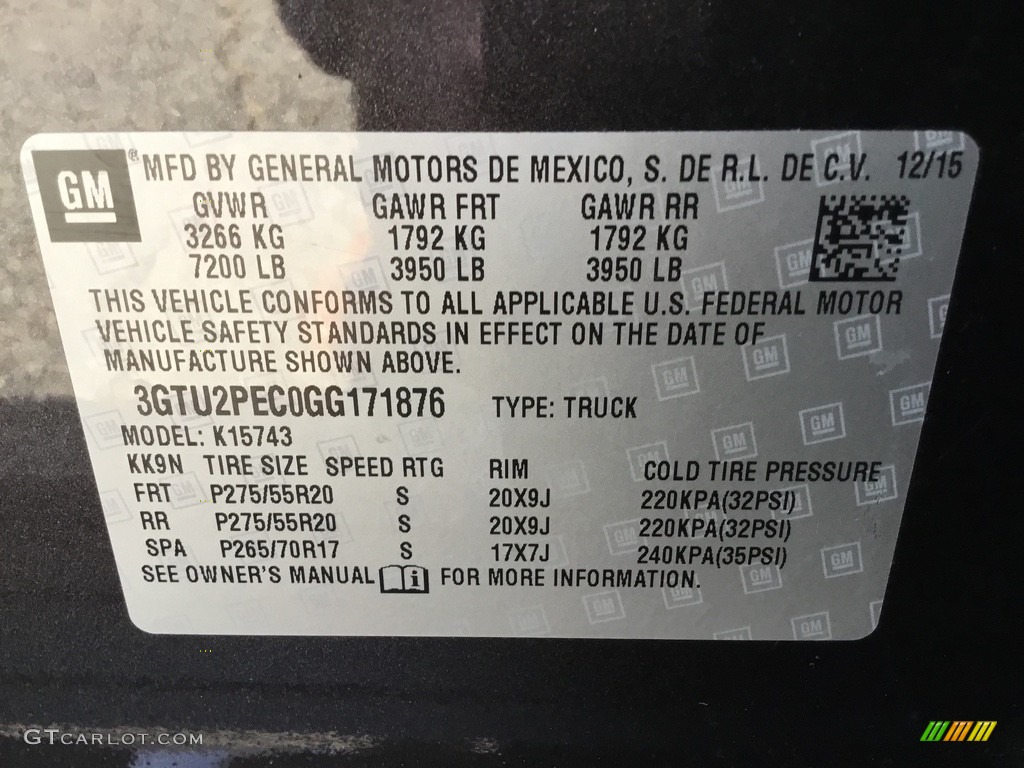 GM ® MFD BY GENERAL MOTORS DE MEXICO, S. DE R.L. DE C.V. 12/15
GVWR GAWR FRT GAWR RR
3266 KG 1792 KG 1792 KG
7200 LB 3950 LB 3950 LB
THIS VEHICLE CONFORMS TO ALL APPLICABLE U.S. FEDERAL MOTOR
VEHICLE SAFETY STANDARDS IN EFFECT ON THE DATE OF
MANUFACTURE SHOWN ABOVE.
3GTU2PEC0GG171876 TYPE: TRUCK
MODEL: K15743
KK9N TIRE SIZE SPEED RTG RIM COLD TIRE PRESSURE
FRT P275/55R20 S 20X9J 220KPA(32PSI)
RR P275/55R20 S 20X9J 220KPA(32PSI)
SPA P265/70R17 S 17X7J 240KPA(35PSI)
SEE OWNER'S MANUAL i FOR MORE INFORMATION.
GTCARLOT.COM